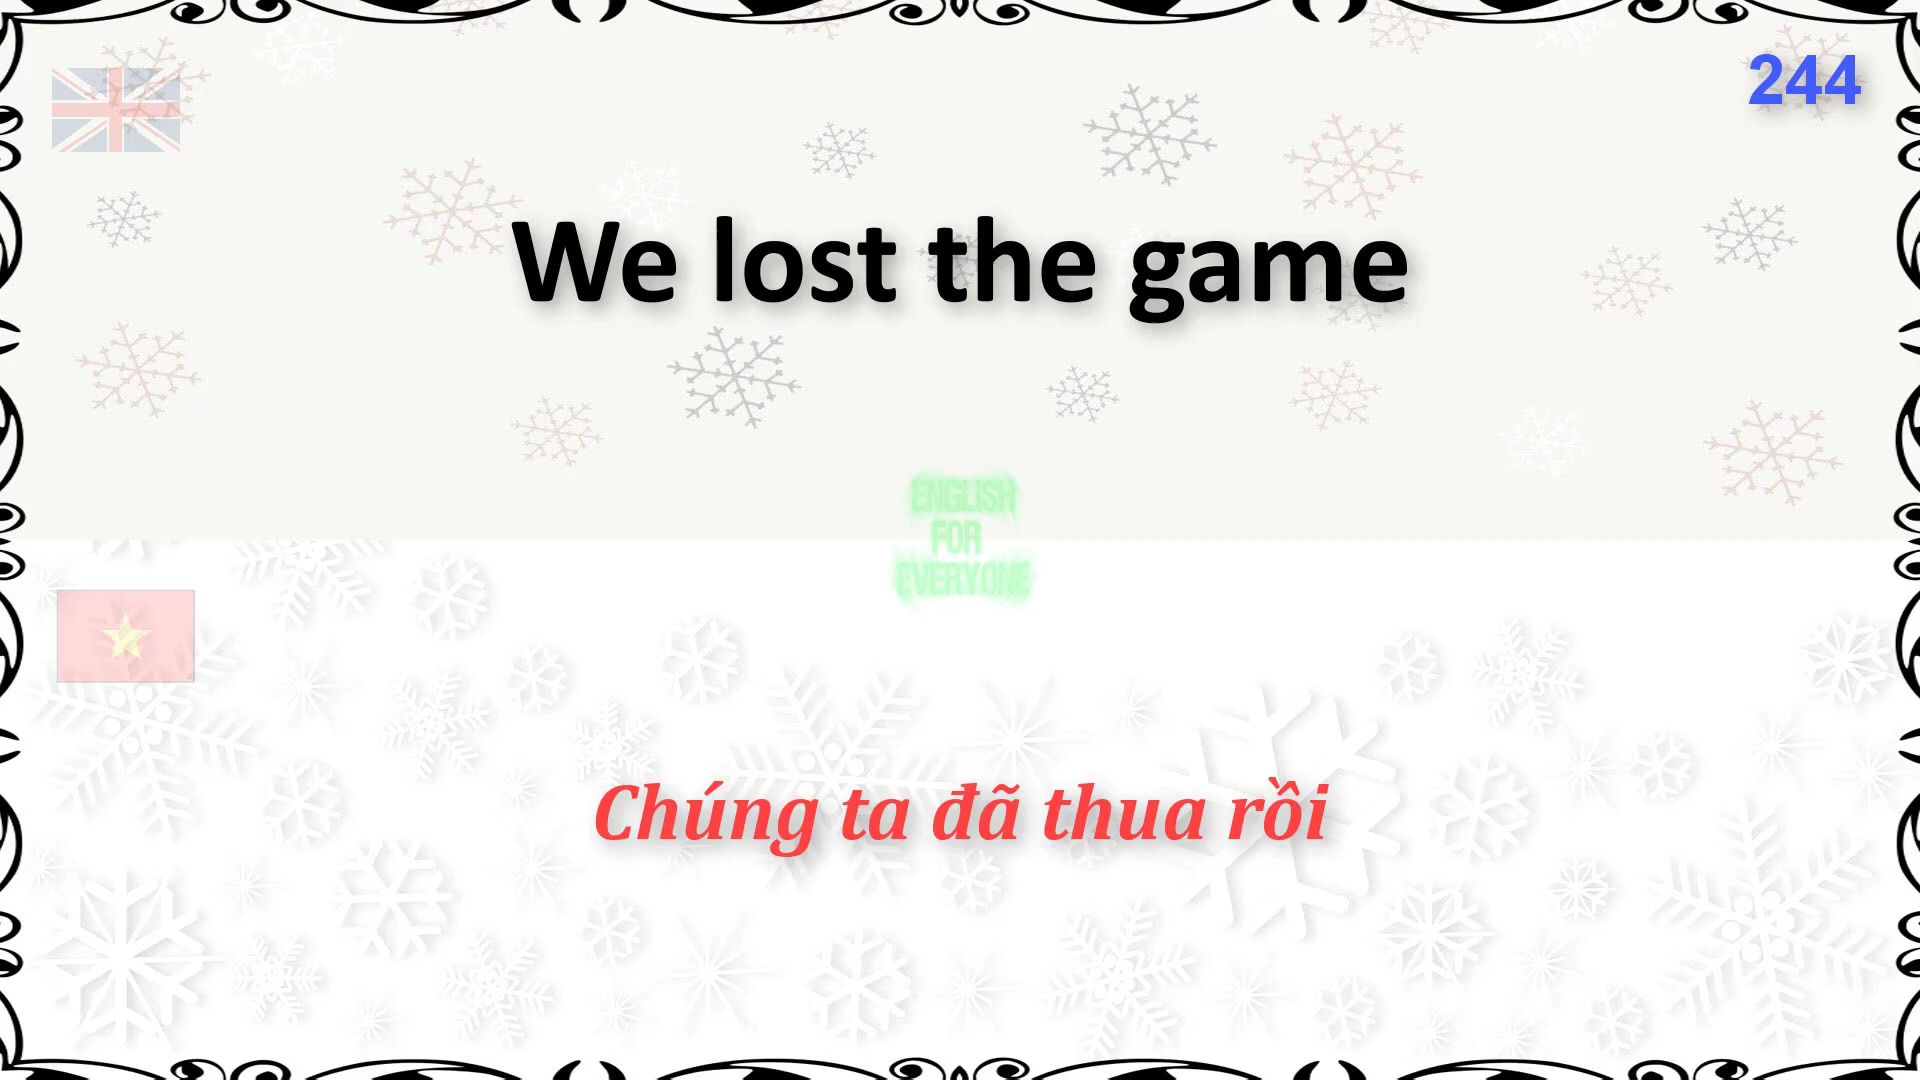 244
We lost the game
ENGLISH
FOR
EVERYONE
Chúng ta đã thua rồi